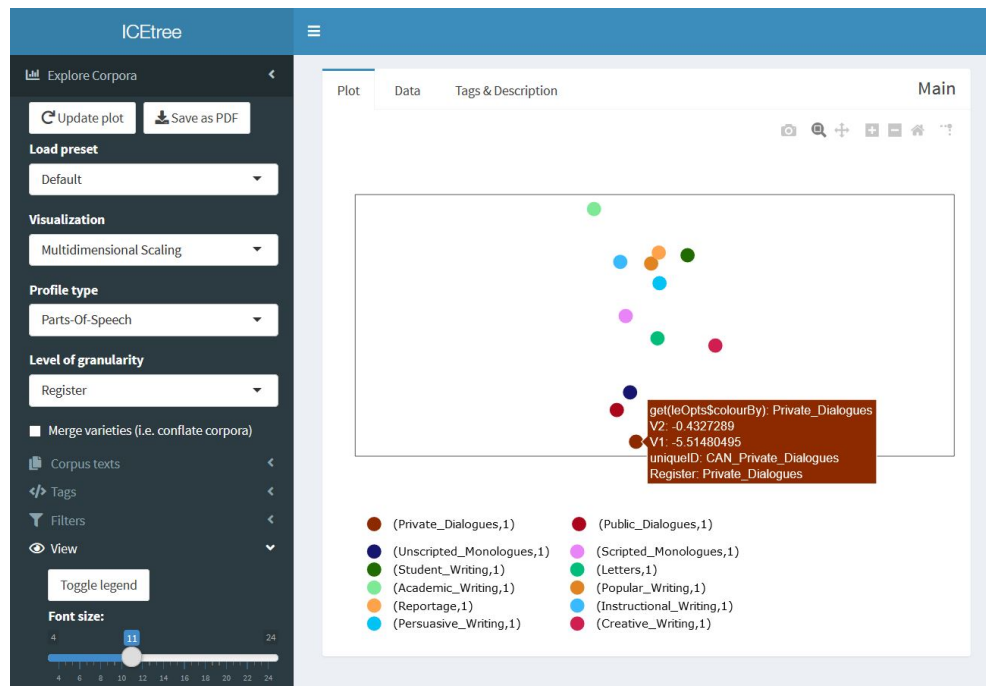 ICEtree
Explore Corpora
Update plot Save as PDF
Load preset
Default
Visualization
Multidimensional Scaling
Profile type
Parts-Of-Speech
Level of granularity
Register
Merge varieties (i.e. conflate corpora)
Corpus texts
Tags
Filters
View
Toggle legend
Font size:
4 11 24
4 6 8 10 12 14 16 18 20 22 24
Plot Data Tags & Description Main
get(leOpts$colourBy): Private_Dialogues
V2: -0.4327289
V1: -5.51480495
uniqueID: CAN_Private_Dialogues
Register: Private_Dialogues
(Private_Dialogues,1) (Public_Dialogues,1)
(Unscripted_Monologues,1) (Scripted_Monologues,1)
(Student_Writing,1) (Letters,1)
(Academic_Writing,1) (Popular_Writing,1)
(Reportage,1) (Instructional_Writing,1)
(Persuasive_Writing,1) (Creative_Writing,1)